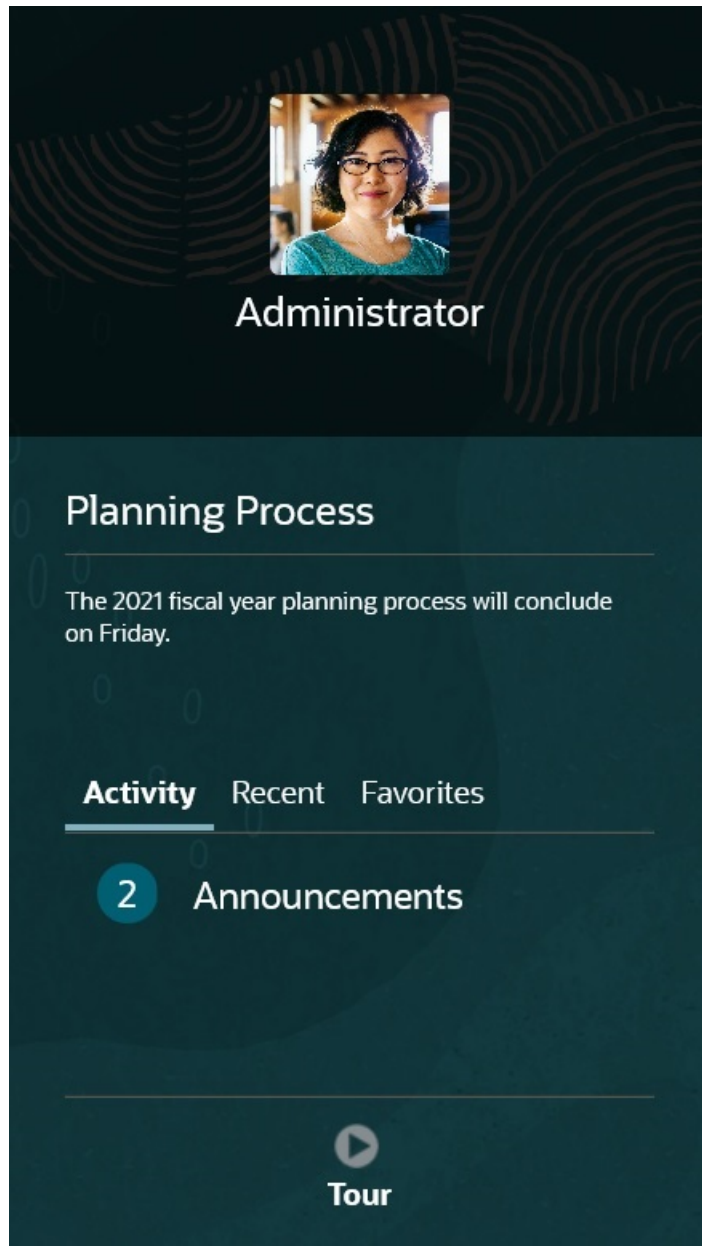 Administrator
Planning Process
The 2021 fiscal year planning process will conclude
on Friday.
Activity Recent Favorites
2 Announcements
Tour